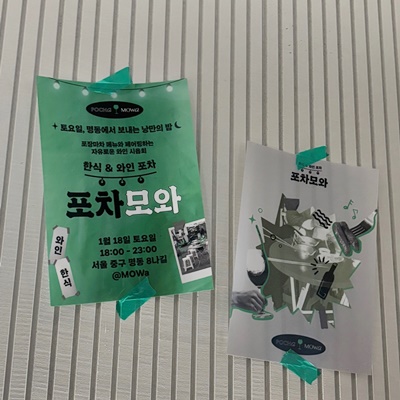 POCHA MOWa
토요일, 명동에서 보내는 낭만의 밤
포장마차 메뉴와 페어링하는
자유로운 와인 시음회
한식 & 와인 포차
포차모와
1월 18일 토요일
18:00 - 23:00
서울 중구 명동 8나길
@MOWa
와인
한식
포차모와
POCHA MOWa